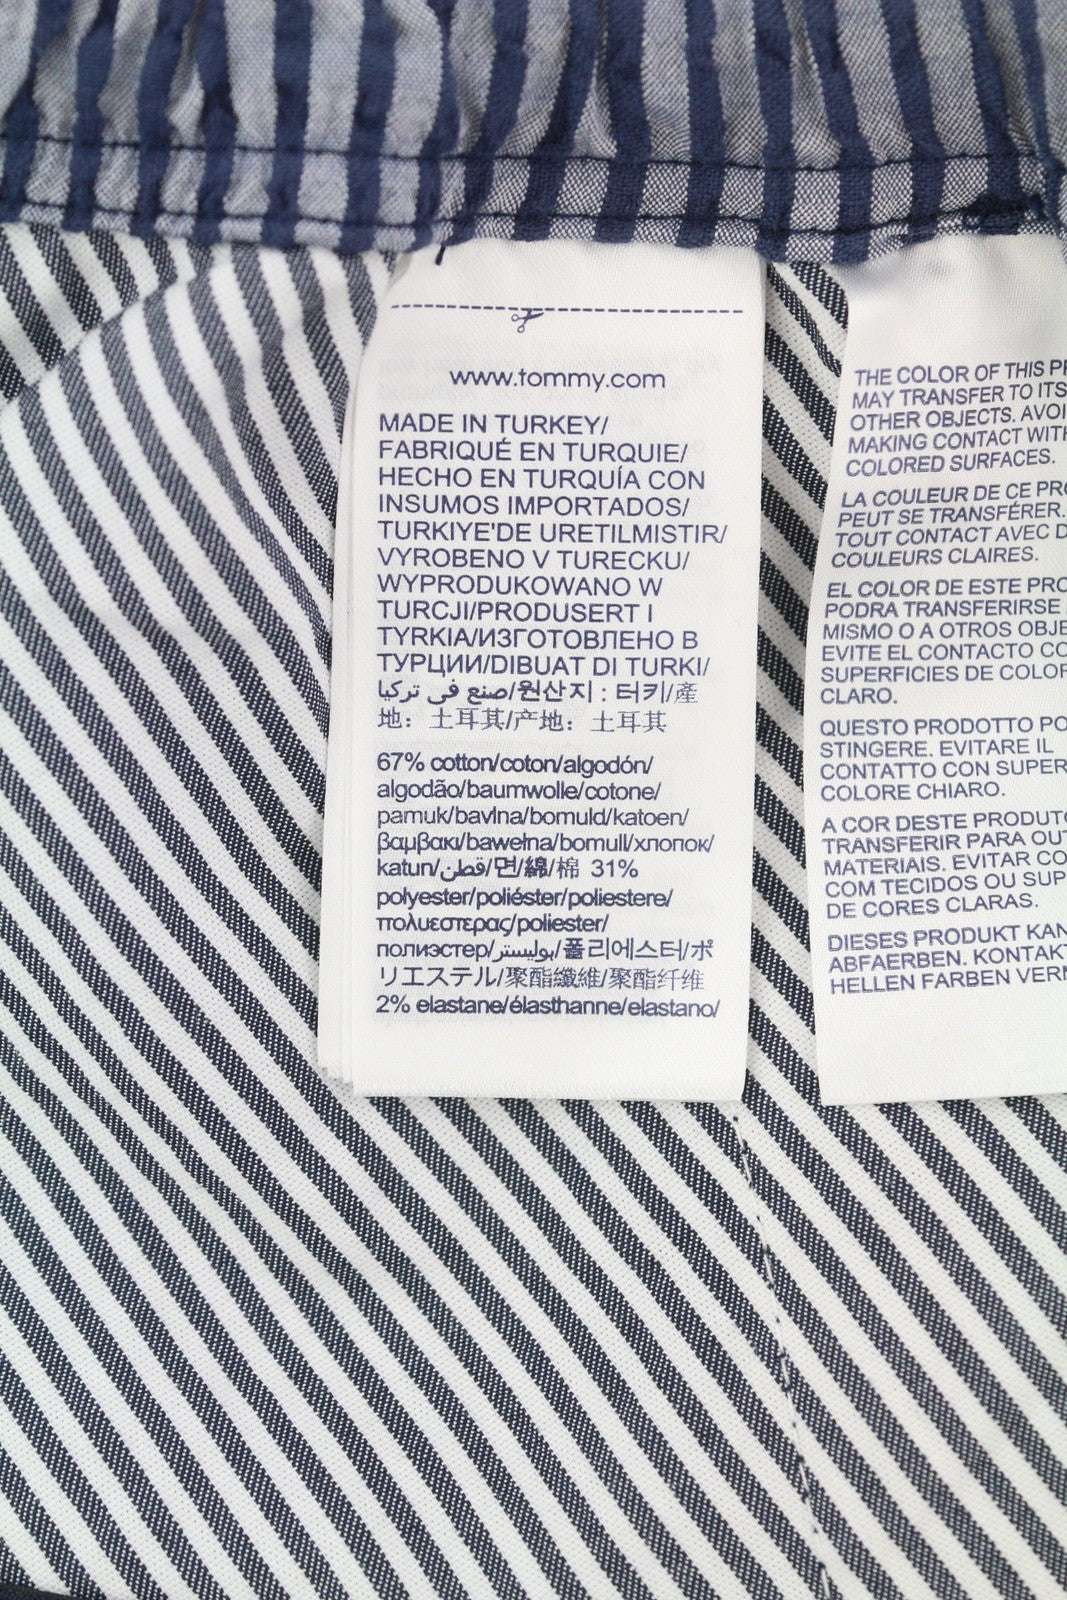 www.tommy.com
MADE IN TURKEY/
FABRIQUÉ EN TURQUIE/
HECHO EN TURQUÍA CON
INSUMOS IMPORTADOS/
TURKIYE'DE URETILMISTIR/
VYROBENO V TURECKU/
WYPRODUKOWANO W
TURCJI/PRODUSERT I
TYRKIA/ИЗГОТОВЛЕНО В
ТУРЦИИ/DIBUAT DI TURKI/
صنع في تركيا/원산지 : 터키/產
地：土耳其/产地：土耳其
67% cotton/coton/algodón/
algodão/baumwolle/cotone/
pamuk/bavlna/bomuld/katoen/
βαμβακι/bawełna/bomull/хлопок/
katun/قطن/면/綿/棉 31%
polyester/poliéster/poliestere/
πολυεστερας/poliester/
полиэстер/بوليستر/폴리에스터/ポ
リエステル/聚酯纖維/聚酯纤维
2% elastane/élasthanne/elastano/
THE COLOR OF THIS PR
MAY TRANSFER TO ITS
OTHER OBJECTS. AVOI
MAKING CONTACT WITH
COLORED SURFACES.
LA COULEUR DE CE PRO
PEUT SE TRANSFÉRER.
TOUT CONTACT AVEC D
COULEURS CLAIRES.
EL COLOR DE ESTE PRO
PODRA TRANSFERIRSE
MISMO O A OTROS OBJE
EVITE EL CONTACTO CO
SUPERFICIES DE COLOR
CLARO.
QUESTO PRODOTTO PO
STINGERE. EVITARE IL
CONTATTO CON SUPER
COLORE CHIARO.
A COR DESTE PRODUTO
TRANSFERIR PARA OU
MATERIAIS. EVITAR CO
COM TECIDOS OU SUP
DE CORES CLARAS.
DIESES PRODUKT KAN
ABFAERBEN. KONTAKT
HELLEN FARBEN VERM